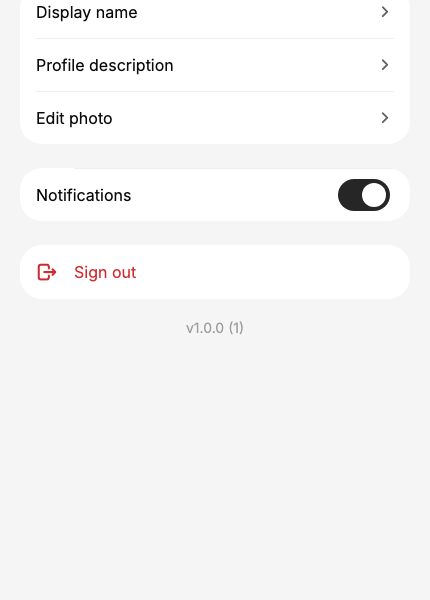 Display name
Profile description
Edit photo
Notifications
Sign out
v1.0.0 (1)